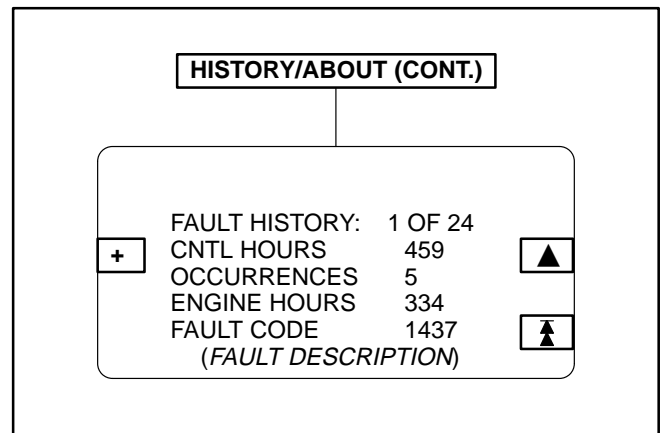 HISTORY/ABOUT (CONT.)
FAULT HISTORY: 1 OF 24
+ CNTL HOURS 459
OCCURRENCES 5
ENGINE HOURS 334
FAULT CODE 1437
(FAULT DESCRIPTION)